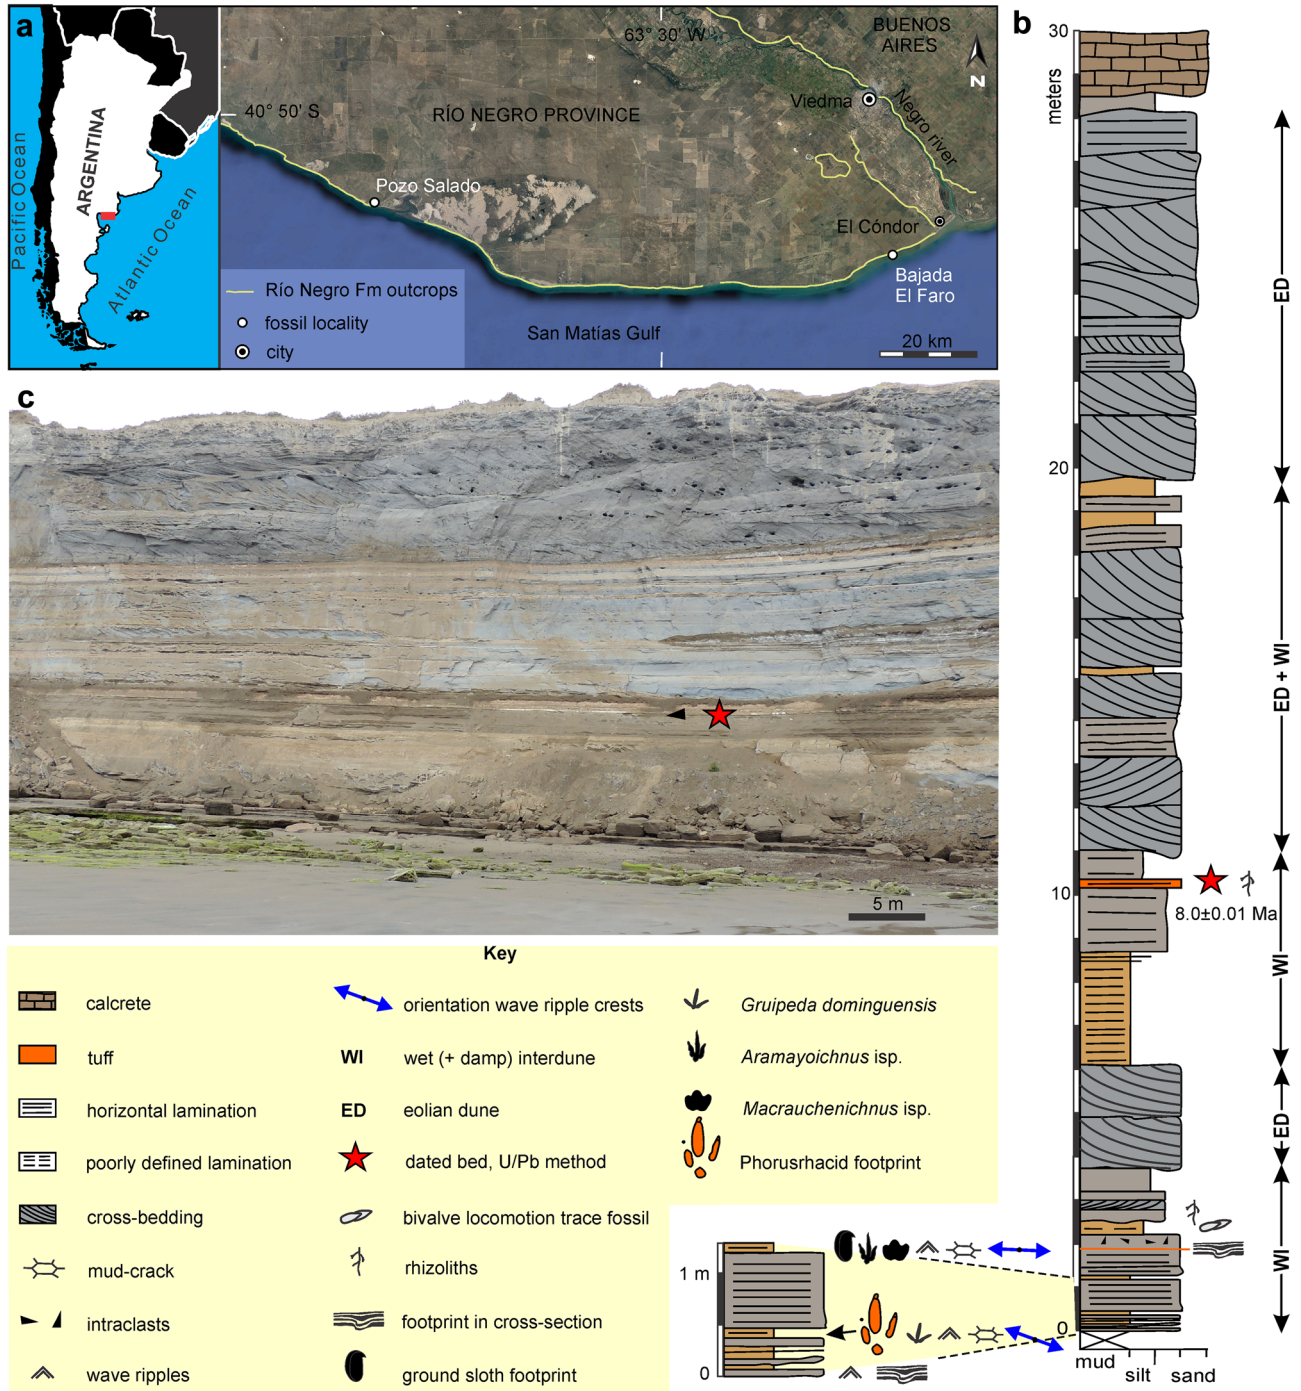 a
Pacific Ocean
ARGENTINA
Atlantic Ocean
63° 30' W
BUENOS
AIRES
N
40° 50' S
RÍO NEGRO PROVINCE
Viedma
Negro river
Pozo Salado
El Cóndor
Bajada
El Faro
Río Negro Fm outcrops
fossil locality
city
San Matías Gulf
20 km
b
30
meters
20
10
0
ED
ED + WI
WI
ED
WI
8.0±0.01 Ma
mud
silt
sand
c
5 m
Key
calcrete
tuff
horizontal lamination
poorly defined lamination
cross-bedding
mud-crack
intraclasts
wave ripples
orientation wave ripple crests
WI wet (+ damp) interdune
ED eolian dune
dated bed, U/Pb method
bivalve locomotion trace fossil
rhizoliths
footprint in cross-section
ground sloth footprint
Gruipeda dominguensis
Aramayoichnus isp.
Macrauchenichnus isp.
Phorusrhacid footprint
1 m
0